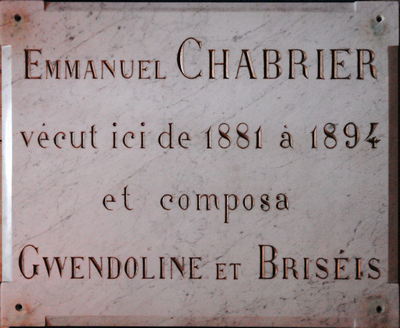 EMMANUEL CHABRIER
vécut ici de 1881 à 1894
et composa
GWENDOLINE ET BRISÉIS